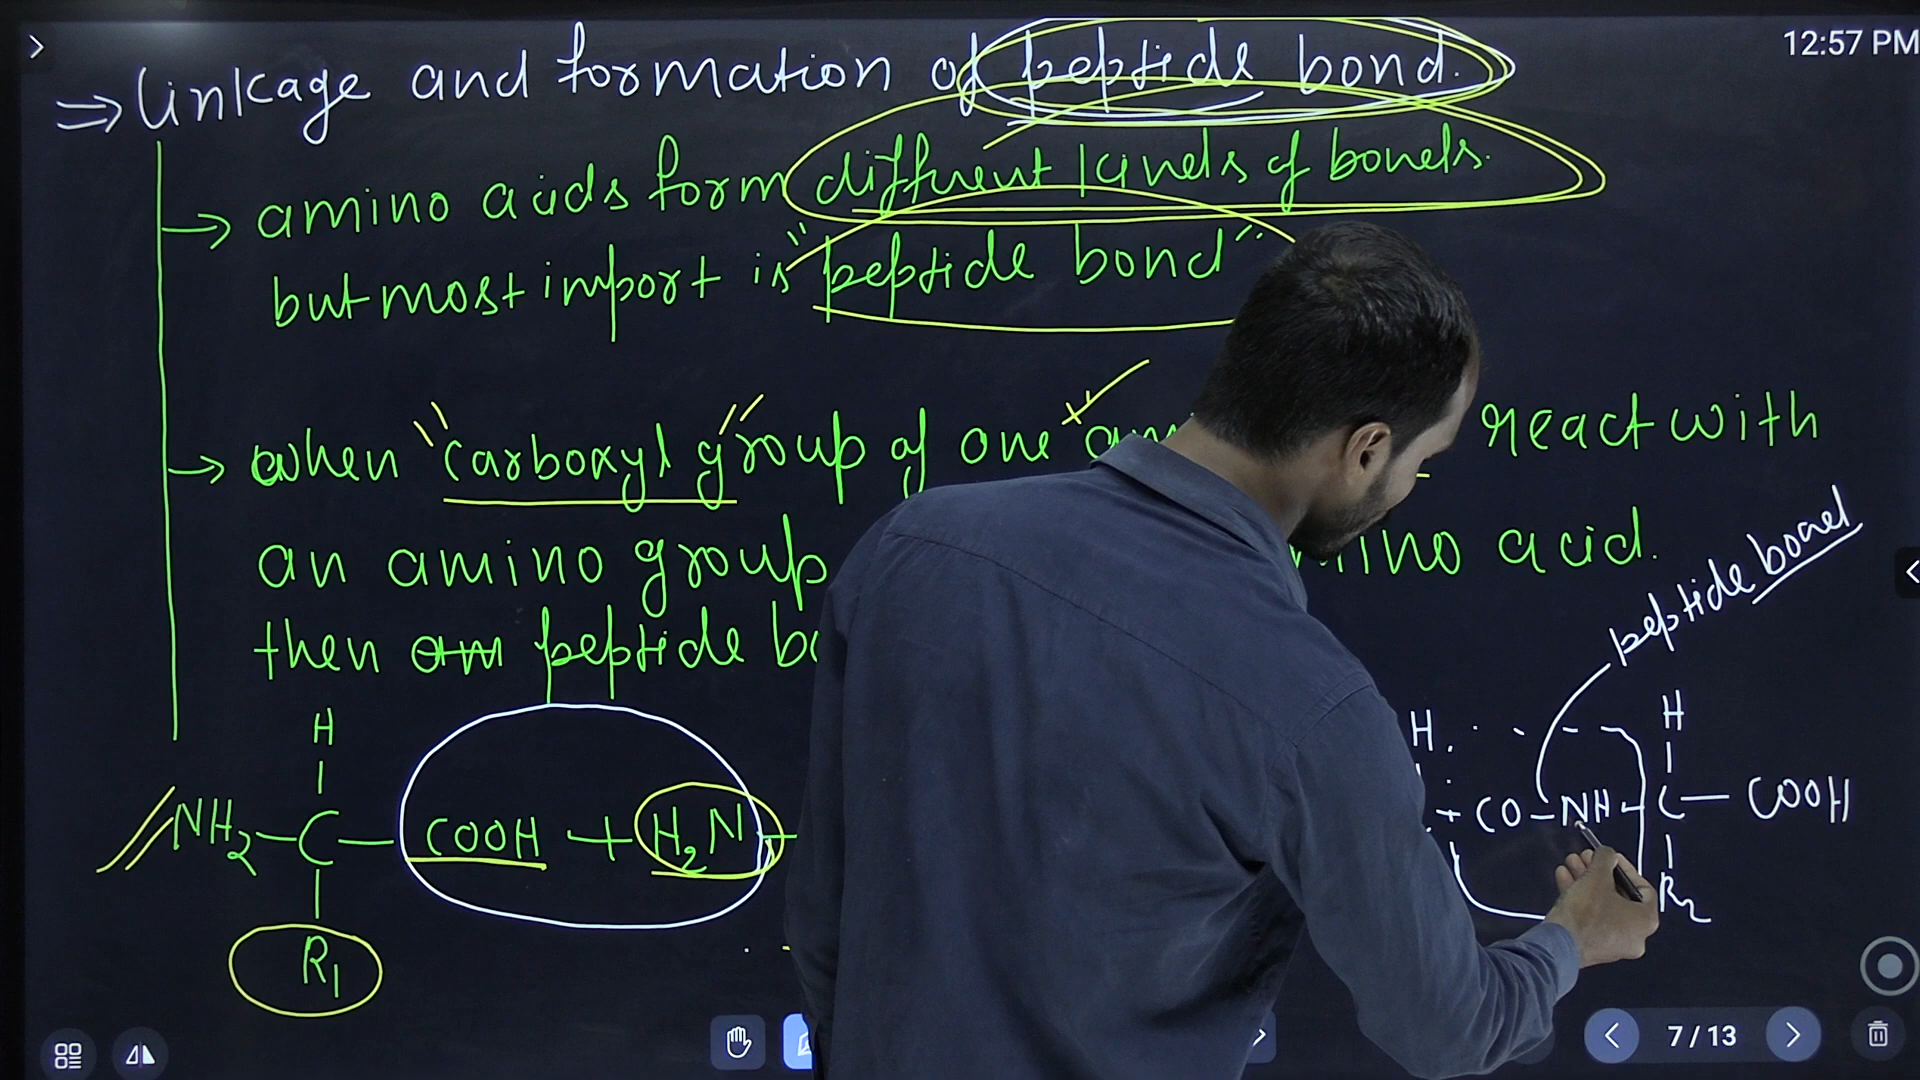 12:57 PM
⇒ linkage and formation of peptide bond.
→ amino acids form different kinds of bonds.
but most import is "peptide bond"
→ when "carboxyl group" of one react with
an amino group amino acid.
then peptide
peptide bond
H
NH2 - C - COOH + H2N +
R1
H
H
CO - NH - C - COOH
R2
7 / 13